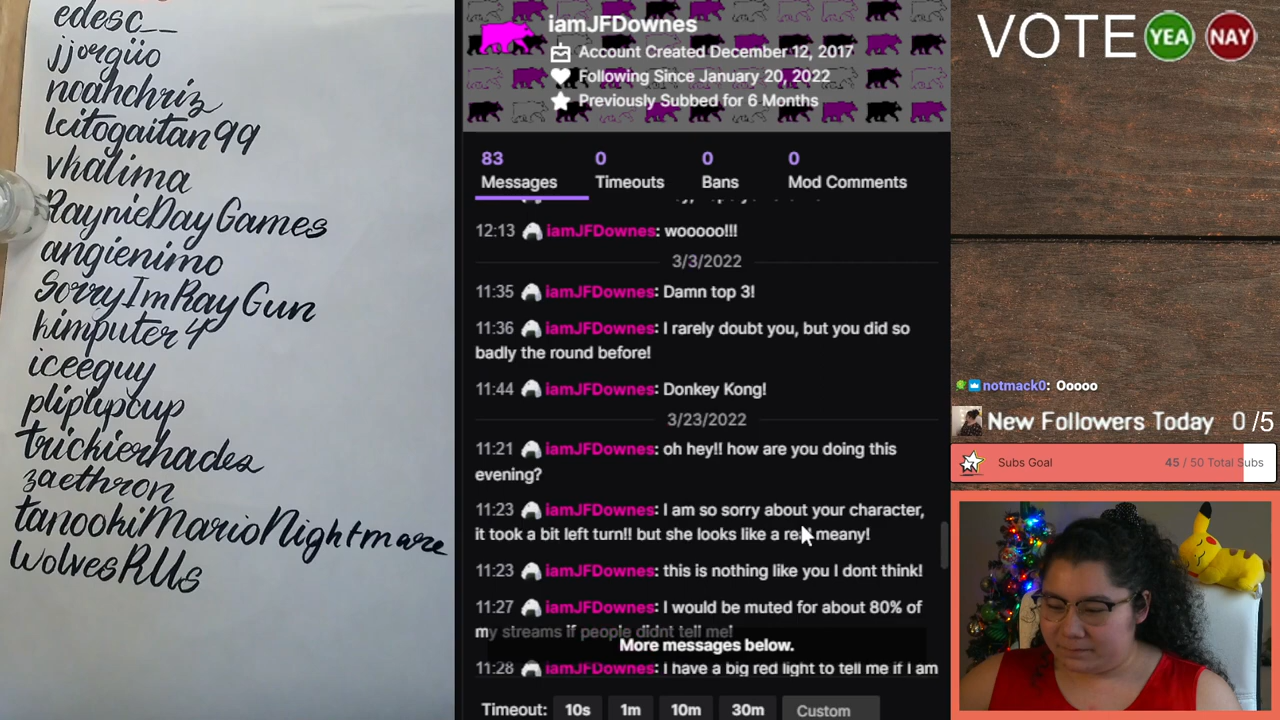 edesc__
jjorgiio
noahchriz
leitogaitan99
vhalima
RaynieDayGames
angienimo
SorryImRayGun
kimputer4
iceeguy
pliplipcup
trickierhades
zaethron
tanookiMarioNightmare
wolvesRUs
iamJFDownes
Account Created December 12, 2017
Following Since January 20, 2022
Previously Subbed for 6 Months
83 0 0 0
Messages Timeouts Bans Mod Comments
12:13 iamJFDownes: wooooo!!!
3/3/2022
11:35 iamJFDownes: Damn top 3!
11:36 iamJFDownes: I rarely doubt you, but you did so
badly the round before!
11:44 iamJFDownes: Donkey Kong!
3/23/2022
11:21 iamJFDownes: oh hey!! how are you doing this
evening?
11:23 iamJFDownes: I am so sorry about your character,
it took a bit left turn!! but she looks like a real meany!
11:23 iamJFDownes: this is nothing like you I dont think!
11:27 iamJFDownes: I would be muted for about 80% of
my streams if people didnt tell me!
More messages below.
11:28 iamJFDownes: I have a big red light to tell me if I am
Timeout: 10s 1m 10m 30m Custom
VOTE YEA NAY
notmack0: Ooooo
New Followers Today 0 /5
Subs Goal 45 / 50 Total Subs